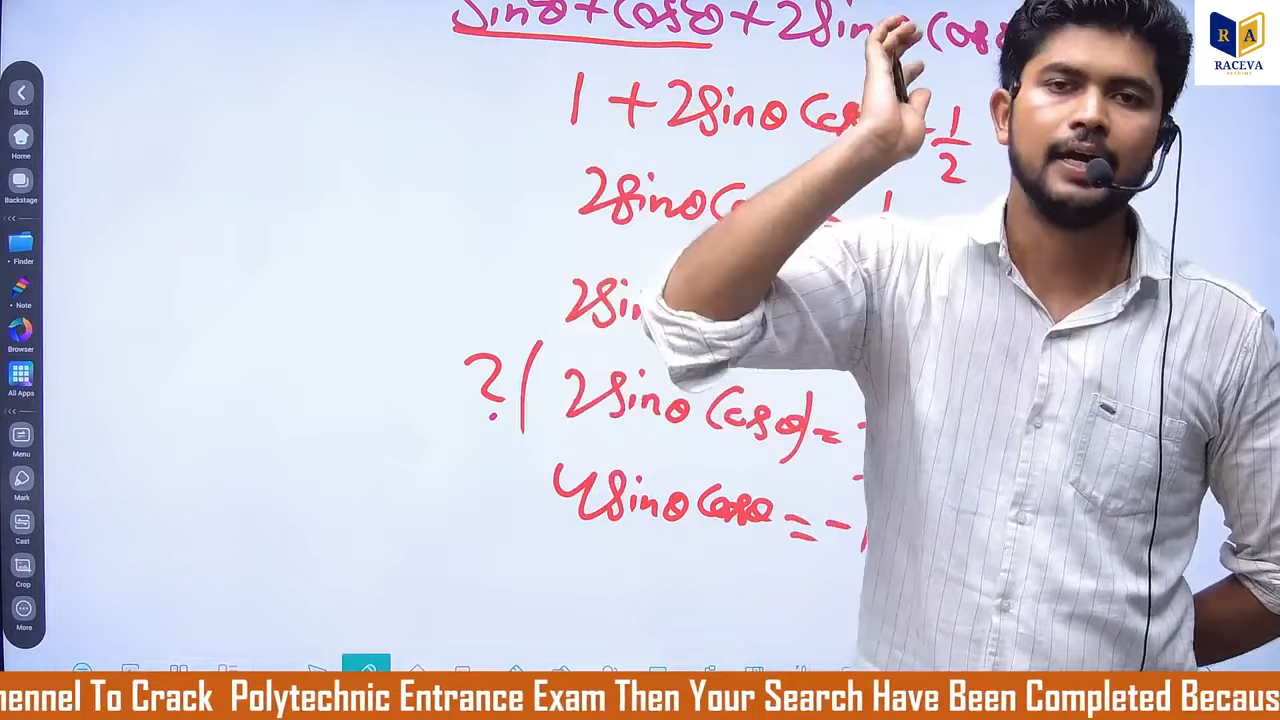 sinθ+cosθ+2sinθ cosθ
1 + 2sinθ cosθ = 1/2
2sinθ
2sin
? ( 2sinθ cosθ) =
4sinθ cosθ = -1
Back
Home
Backstage
Finder
Note
Browser
All Apps
Menu
Mark
Cast
Crop
More
R A
RACEVA
ACADEMY
hennel To Crack Polytechnic Entrance Exam Then Your Search Have Been Completed Becaus